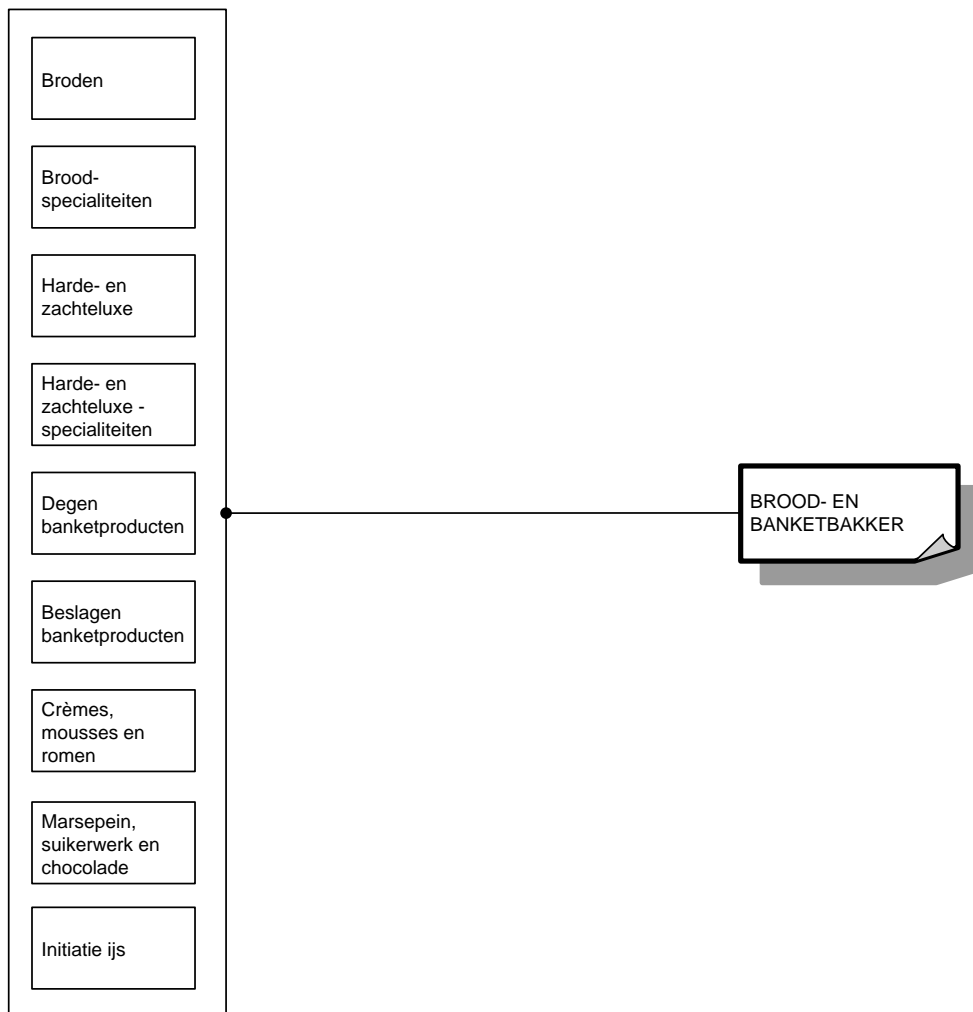 Broden
Brood-
specialiteiten
Harde- en
zachteluxe
Harde- en
zachteluxe -
specialiteiten
Degen
banketproducten
Beslagen
banketproducten
Crèmes,
mousses en
romen
Marsepein,
suikerwerk en
chocolade
Initiatie ijs
BROOD- EN
BANKETBAKKER